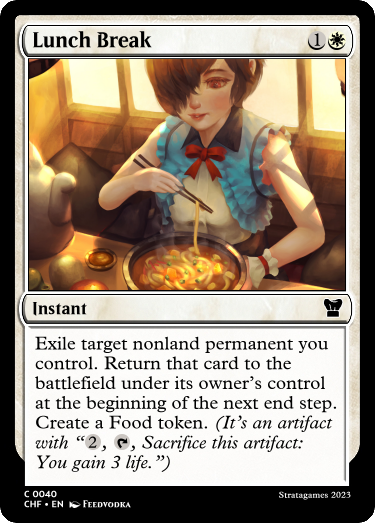 Lunch Break 1
Instant
Exile target nonland permanent you
control. Return that card to the
battlefield under its owner's control
at the beginning of the next end step.
Create a Food token. (It's an artifact
with “2, , Sacrifice this artifact:
You gain 3 life.”)
C 0040
CHF • EN FEEDVODKA
Stratagames 2023